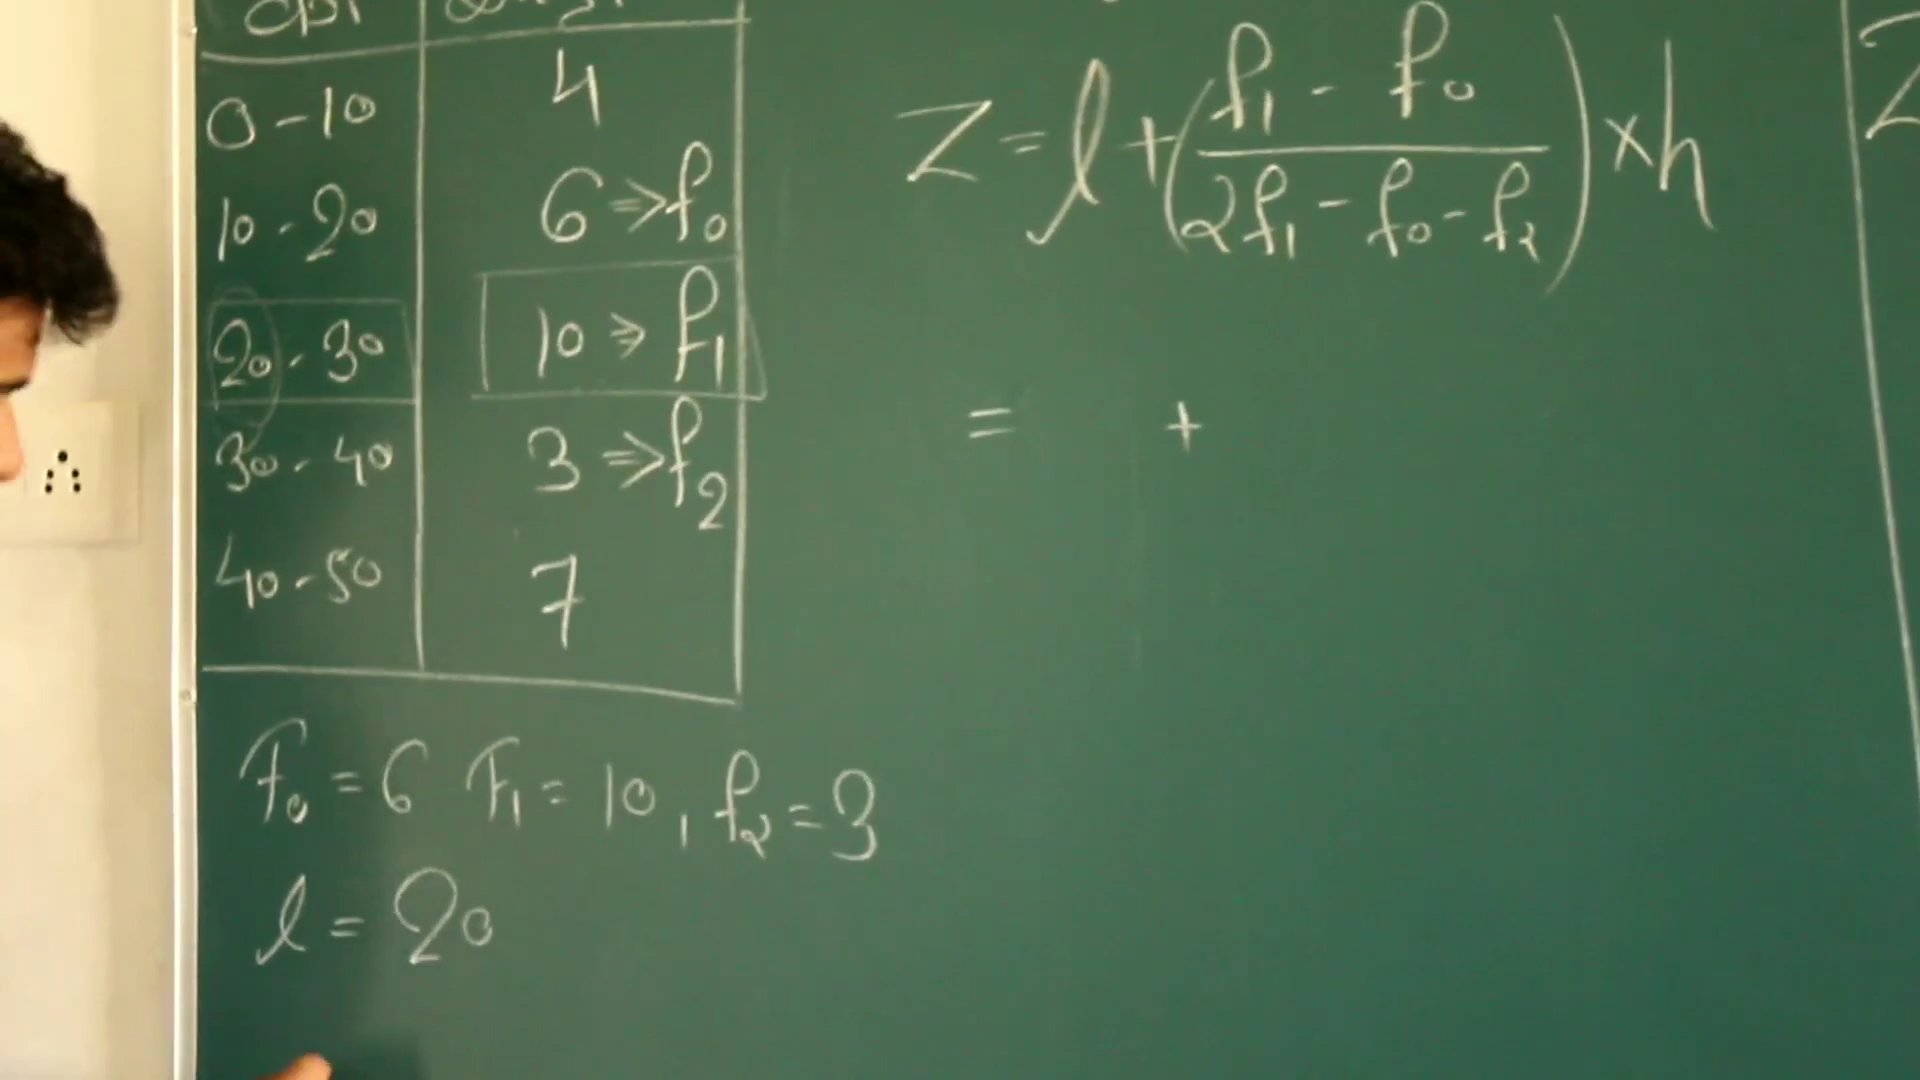 0-10 4
10-20 6 ⇒ f₀
20-30 10 ⇒ f₁
30-40 3 ⇒ f₂
40-50 7
F₀ = 6 F₁ = 10, f₂ = 3
l = 20
Z = l + (f₁ - f₀ / 2f₁ - f₀ - f₂) × h
= +
Z